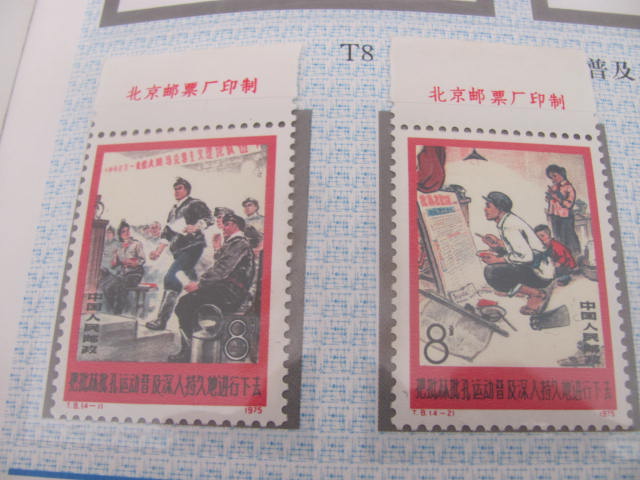 T8
普及
北京邮票厂印制
北京邮票厂印制
中国人民邮政
8
把批林批孔运动普及深入持久地进行下去
T.8.(4-1)
1975
8
中国人民邮政
把批林批孔运动普及深入持久地进行下去
T.8.(4-2)
1975